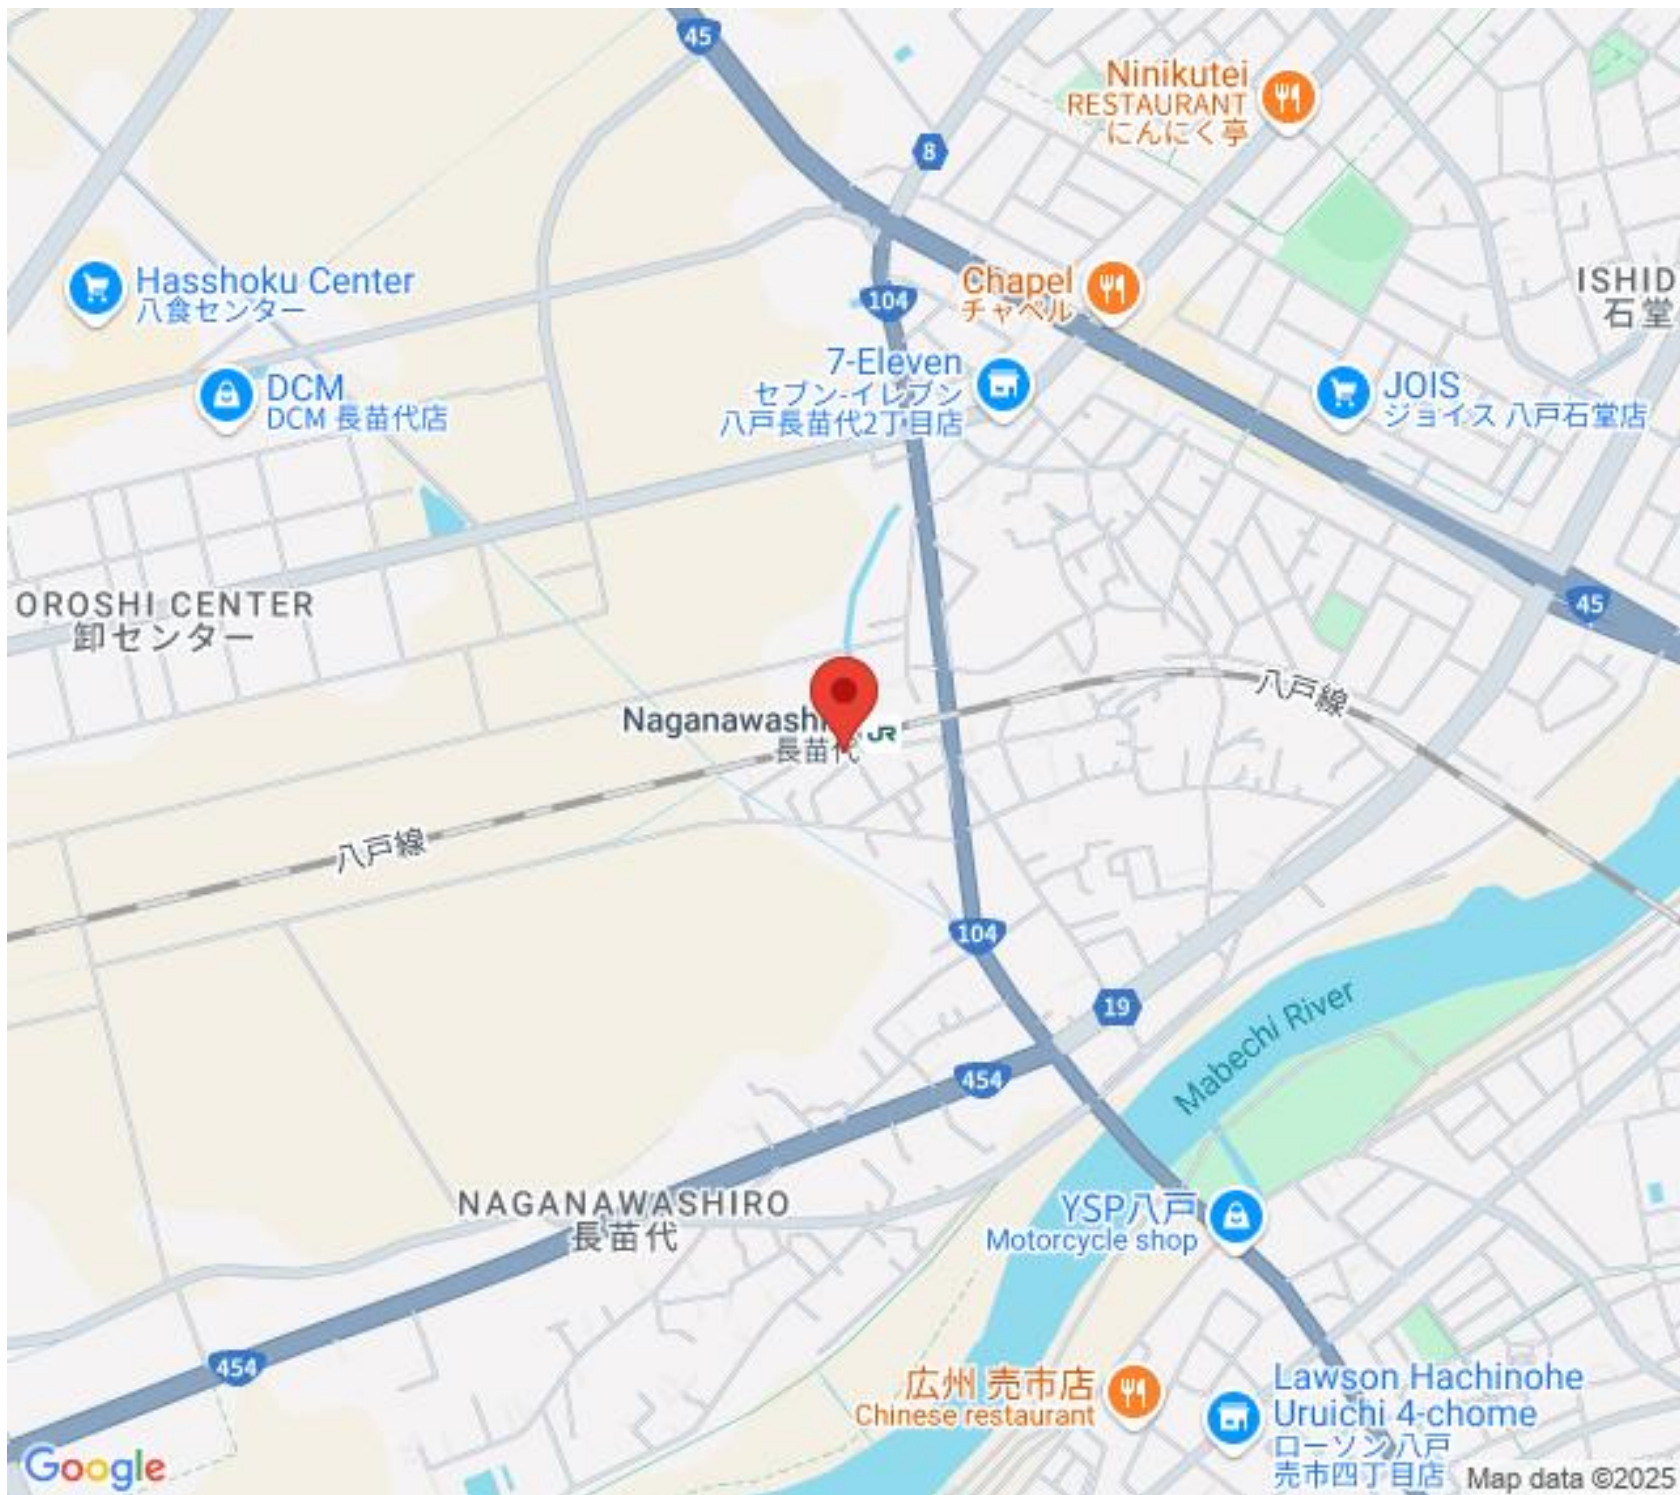 45
Ninikutei
RESTAURANT
にんにく亭
8
Hasshoku Center
八食センター
104
Chapel
チャペル
ISHID
石堂
DCM
DCM 長苗代店
7-Eleven
セブン-イレブン
八戸長苗代2丁目店
JOIS
ジョイス 八戸石堂店
OROSHI CENTER
卸センター
45
八戸線
Naganawashi
長苗代
JR
八戸線
104
19
Mabechi River
454
NAGANAWASHIRO
長苗代
YSP八戸
Motorcycle shop
454
広州 売市店
Chinese restaurant
Lawson Hachinohe
Uruichi 4-chome
ローソン 八戸
売市四丁目店
Google
Map data ©2025